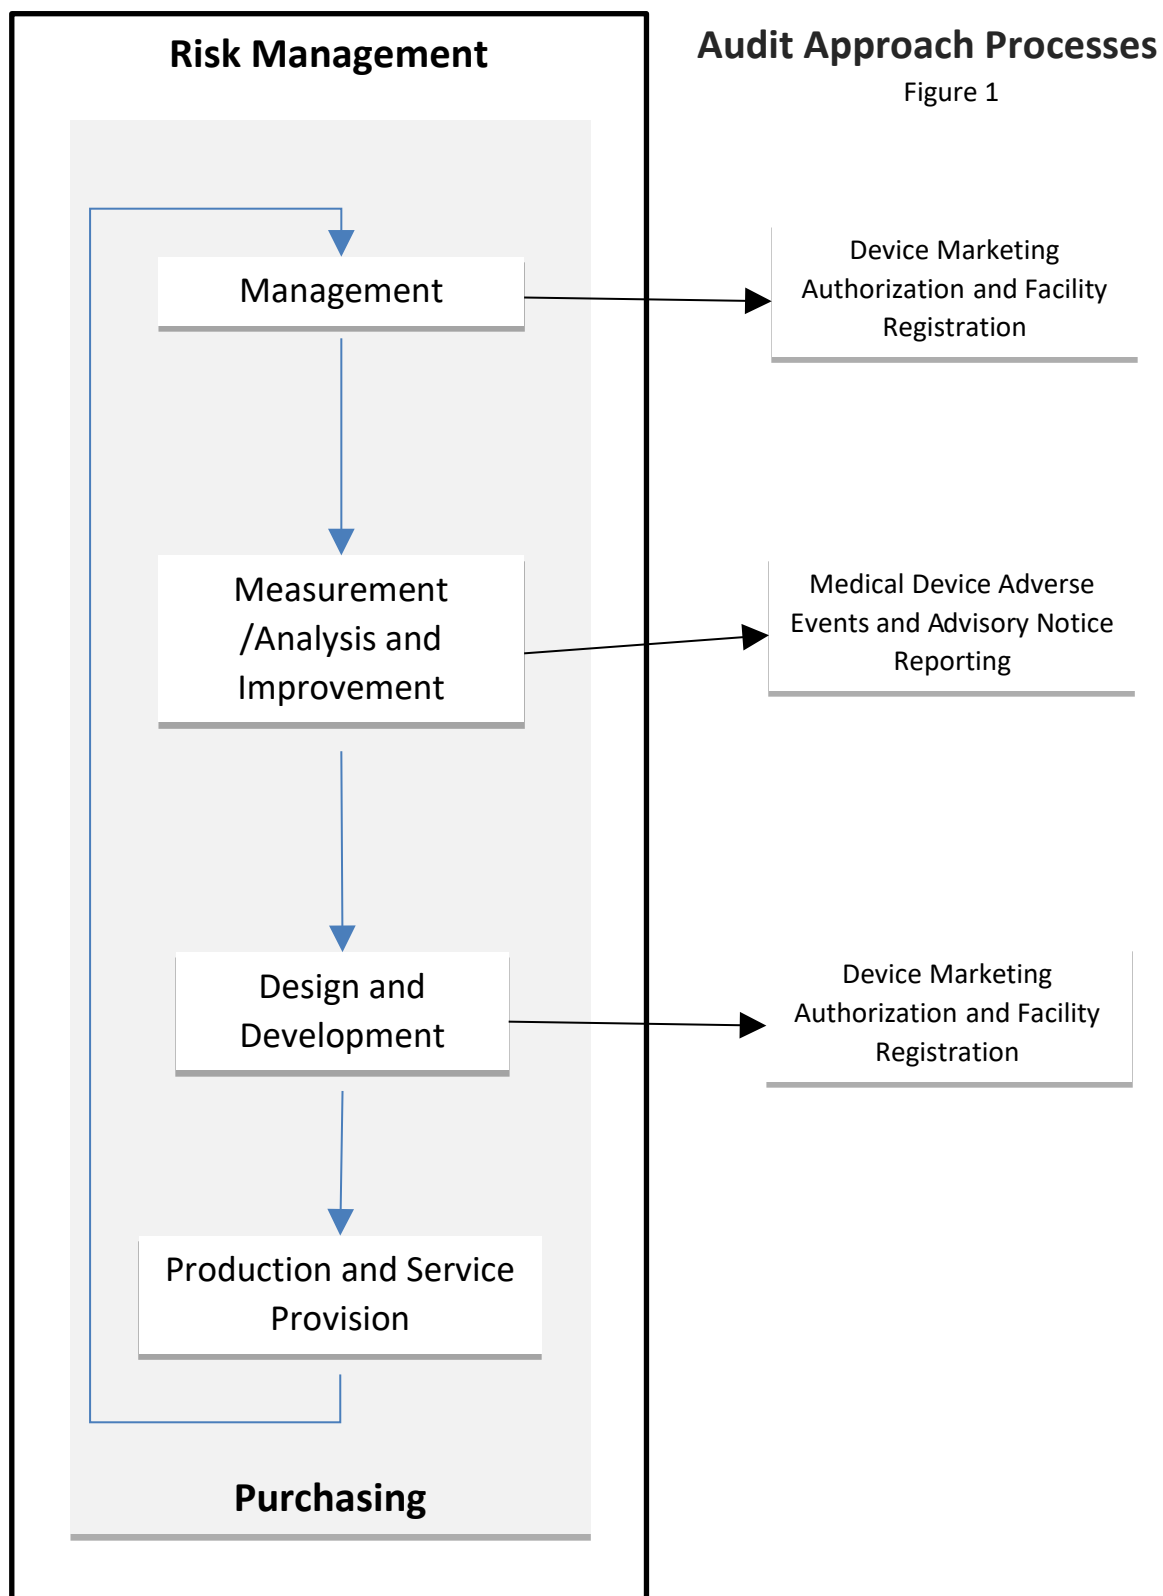 Risk Management
Audit Approach Processes
Figure 1
Management
Device Marketing
Authorization and Facility
Registration
Measurement
/Analysis and
Improvement
Medical Device Adverse
Events and Advisory Notice
Reporting
Design and
Development
Device Marketing
Authorization and Facility
Registration
Production and Service
Provision
Purchasing